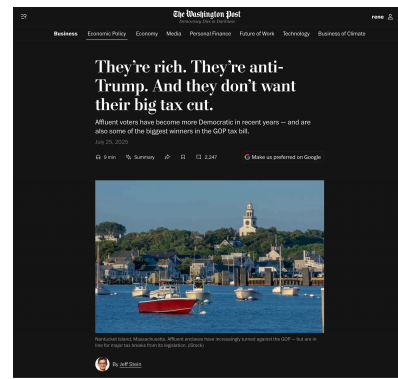 The Washington Post
Democracy Dies in Darkness
rene
Business Economic Policy Economy Media Personal Finance Future of Work Technology Business of Climate
They're rich. They're anti-
Trump. And they don't want
their big tax cut.
Affluent voters have become more Democratic in recent years — and are
also some of the biggest winners in the GOP tax bill.
July 25, 2025
9 min Summary 2,247 Make us preferred on Google
Nantucket Island, Massachusetts. Affluent enclaves have increasingly turned against the GOP — but are in
line for major tax breaks from its legislation. (iStock)
By Jeff Stein